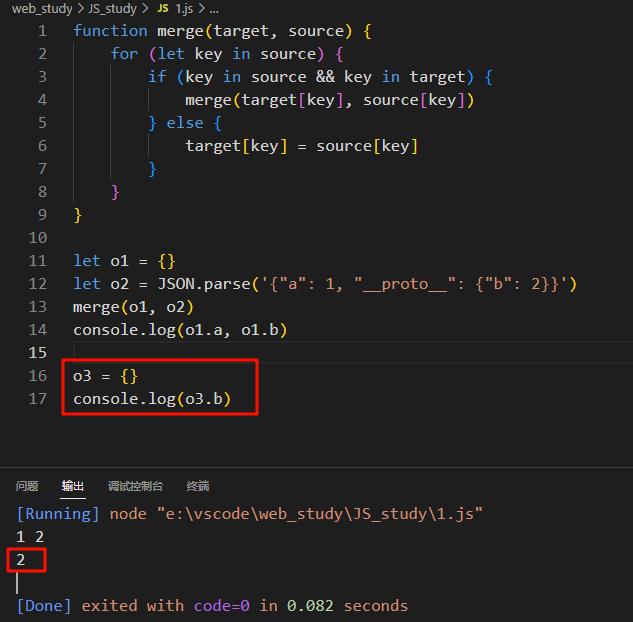 web_study > JS_study > JS 1.js > ...
1 function merge(target, source) {
2     for (let key in source) {
3         if (key in source && key in target) {
4             merge(target[key], source[key])
5         } else {
6             target[key] = source[key]
7         }
8     }
9 }
10
11 let o1 = {}
12 let o2 = JSON.parse('{"a": 1, "__proto__": {"b": 2}}')
13 merge(o1, o2)
14 console.log(o1.a, o1.b)
15
16 o3 = {}
17 console.log(o3.b)
问题 输出 调试控制台 终端
[Running] node "e:\vscode\web_study\JS_study\1.js"
1 2
2
[Done] exited with code=0 in 0.082 seconds